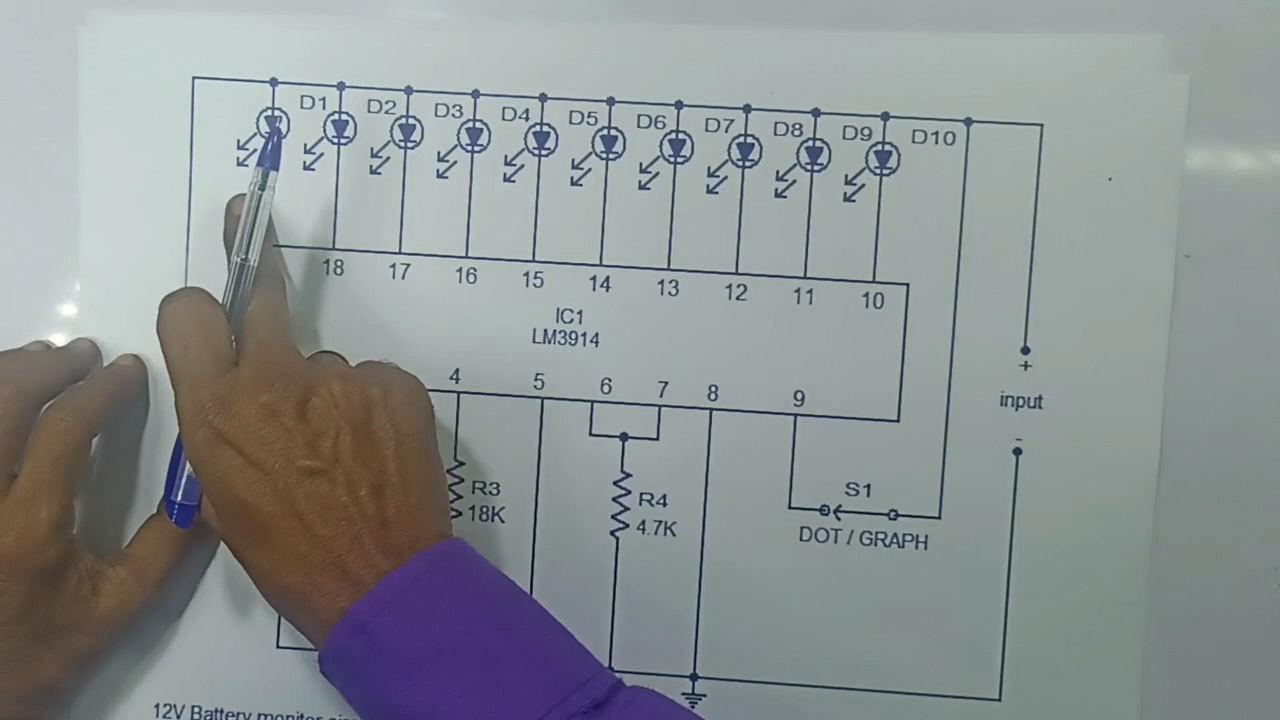 D1 D2 D3 D4 D5 D6 D7 D8 D9 D10
18 17 16 15 14 13 12 11 10
IC1
LM3914
4 5 6 7 8 9
+
input
-
R3
18K
R4
4.7K
S1
DOT / GRAPH
12V Battery monitor